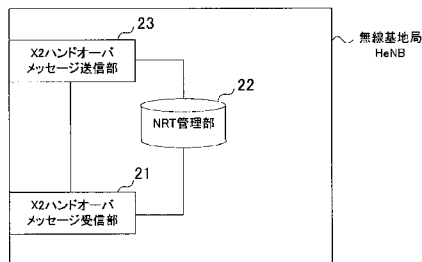 23
X2ハンドオーバ
メッセージ送信部
無線基地局
HeNB
22
NRT管理部
21
X2ハンドオーバ
メッセージ受信部